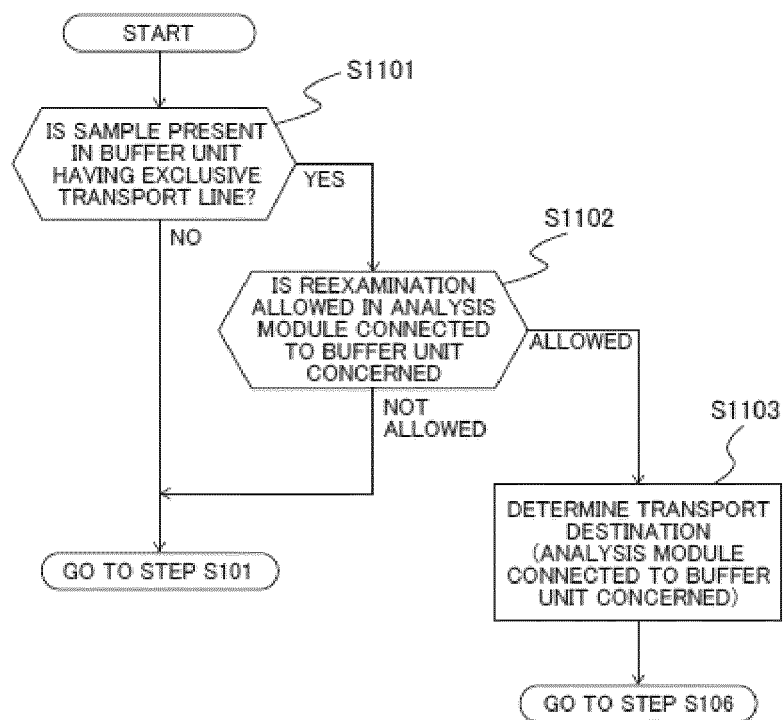 START
S1101
IS SAMPLE PRESENT
IN BUFFER UNIT
HAVING EXCLUSIVE
TRANSPORT LINE?
YES
NO
S1102
IS REEXAMINATION
ALLOWED IN ANALYSIS
MODULE CONNECTED
TO BUFFER UNIT
CONCERNED
ALLOWED
NOT
ALLOWED
S1103
DETERMINE TRANSPORT
DESTINATION
(ANALYSIS MODULE
CONNECTED TO BUFFER
UNIT CONCERNED)
GO TO STEP S101
GO TO STEP S106